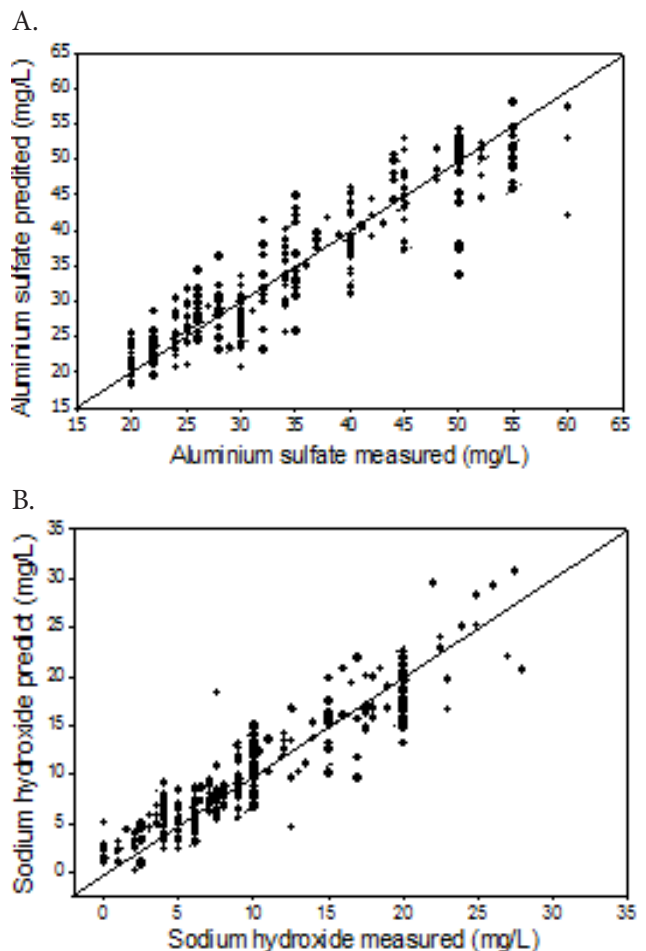 A.
65
60
55
50
45
40
35
30
25
20
15
Aluminium sulfate predited (mg/L)
15 20 25 30 35 40 45 50 55 60 65
Aluminium sulfate measured (mg/L)
B.
35
30
25
20
15
10
5
0
Sodium hydroxide predict (mg/L)
0 5 10 15 20 25 30 35
Sodium hydroxide measured (mg/L)